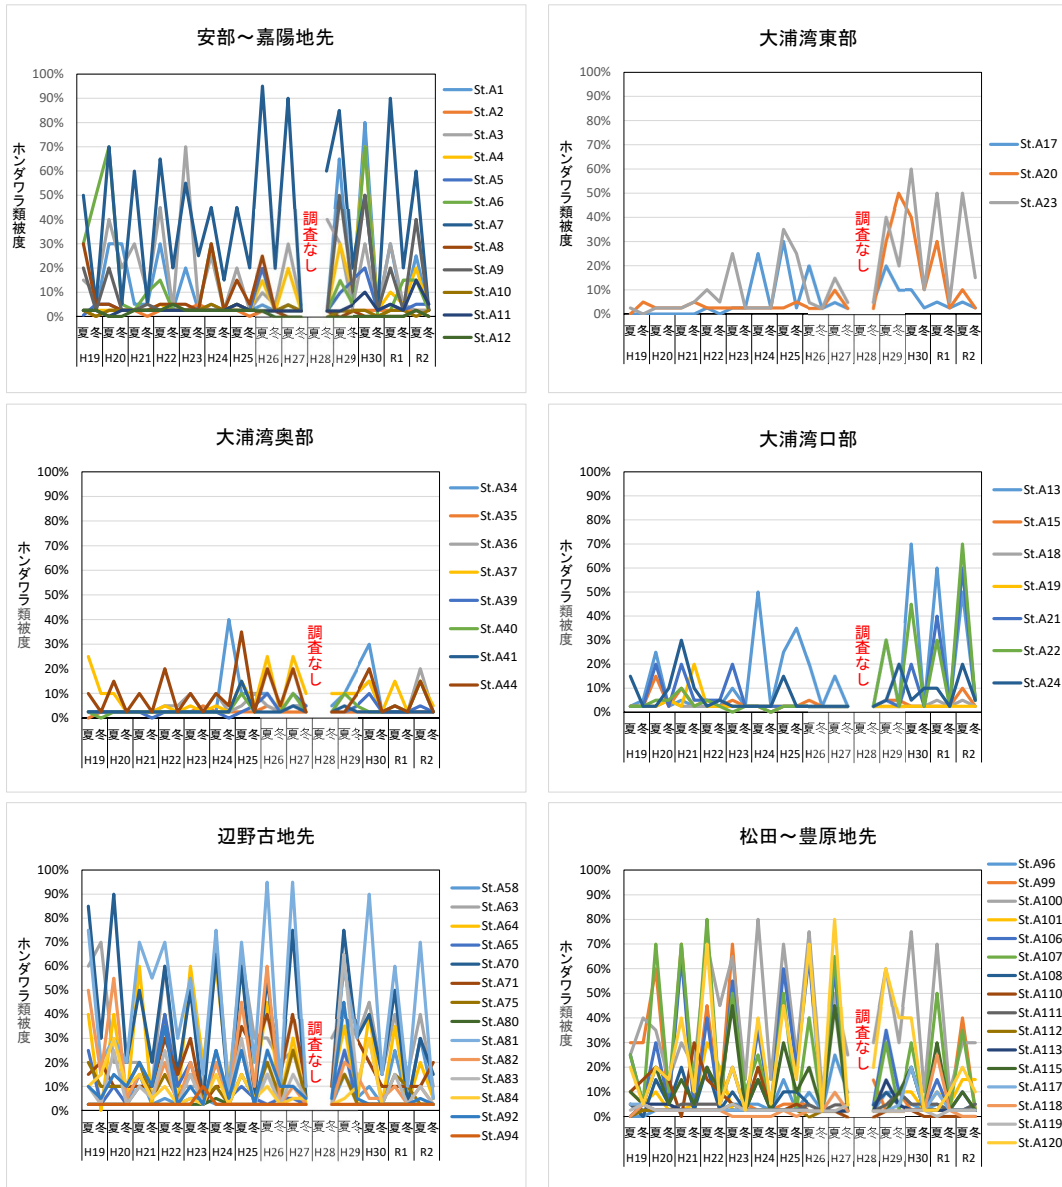 安部～嘉陽地先
ホンダワラ類被度
100%
90%
80%
70%
60%
50%
40%
30%
20%
10%
0%
調査なし
夏 冬 夏 冬 夏 冬 夏 冬 夏 冬 夏 冬 夏 冬 夏 冬 夏 冬 夏 冬 夏 冬 夏 冬 夏 冬 夏 冬
H19 H20 H21 H22 H23 H24 H25 H26 H27 H28 H29 H30 R1 R2
St.A1
St.A2
St.A3
St.A4
St.A5
St.A6
St.A7
St.A8
St.A9
St.A10
St.A11
St.A12
大浦湾東部
ホンダワラ類被度
100%
90%
80%
70%
60%
50%
40%
30%
20%
10%
0%
調査なし
夏 冬 夏 冬 夏 冬 夏 冬 夏 冬 夏 冬 夏 冬 夏 冬 夏 冬 夏 冬 夏 冬 夏 冬 夏 冬 夏 冬
H19 H20 H21 H22 H23 H24 H25 H26 H27 H28 H29 H30 R1 R2
St.A17
St.A20
St.A23
大浦湾奥部
ホンダワラ類被度
100%
90%
80%
70%
60%
50%
40%
30%
20%
10%
0%
調査なし
夏 冬 夏 冬 夏 冬 夏 冬 夏 冬 夏 冬 夏 冬 夏 冬 夏 冬 夏 冬 夏 冬 夏 冬 夏 冬 夏 冬
H19 H20 H21 H22 H23 H24 H25 H26 H27 H28 H29 H30 R1 R2
St.A34
St.A35
St.A36
St.A37
St.A39
St.A40
St.A41
St.A44
大浦湾口部
ホンダワラ類被度
100%
90%
80%
70%
60%
50%
40%
30%
20%
10%
0%
調査なし
夏 冬 夏 冬 夏 冬 夏 冬 夏 冬 夏 冬 夏 冬 夏 冬 夏 冬 夏 冬 夏 冬 夏 冬 夏 冬 夏 冬
H19 H20 H21 H22 H23 H24 H25 H26 H27 H28 H29 H30 R1 R2
St.A13
St.A15
St.A18
St.A19
St.A21
St.A22
St.A24
辺野古地先
ホンダワラ類被度
100%
90%
80%
70%
60%
50%
40%
30%
20%
10%
0%
調査なし
夏 冬 夏 冬 夏 冬 夏 冬 夏 冬 夏 冬 夏 冬 夏 冬 夏 冬 夏 冬 夏 冬 夏 冬 夏 冬 夏 冬
H19 H20 H21 H22 H23 H24 H25 H26 H27 H28 H29 H30 R1 R2
St.A58
St.A63
St.A64
St.A65
St.A70
St.A71
St.A75
St.A80
St.A81
St.A82
St.A83
St.A84
St.A92
St.A94
松田～豊原地先
ホンダワラ類被度
100%
90%
80%
70%
60%
50%
40%
30%
20%
10%
0%
調査なし
夏 冬 夏 冬 夏 冬 夏 冬 夏 冬 夏 冬 夏 冬 夏 冬 夏 冬 夏 冬 夏 冬 夏 冬 夏 冬 夏 冬
H19 H20 H21 H22 H23 H24 H25 H26 H27 H28 H29 H30 R1 R2
St.A96
St.A99
St.A100
St.A101
St.A106
St.A107
St.A108
St.A110
St.A111
St.A112
St.A113
St.A115
St.A117
St.A118
St.A119
St.A120